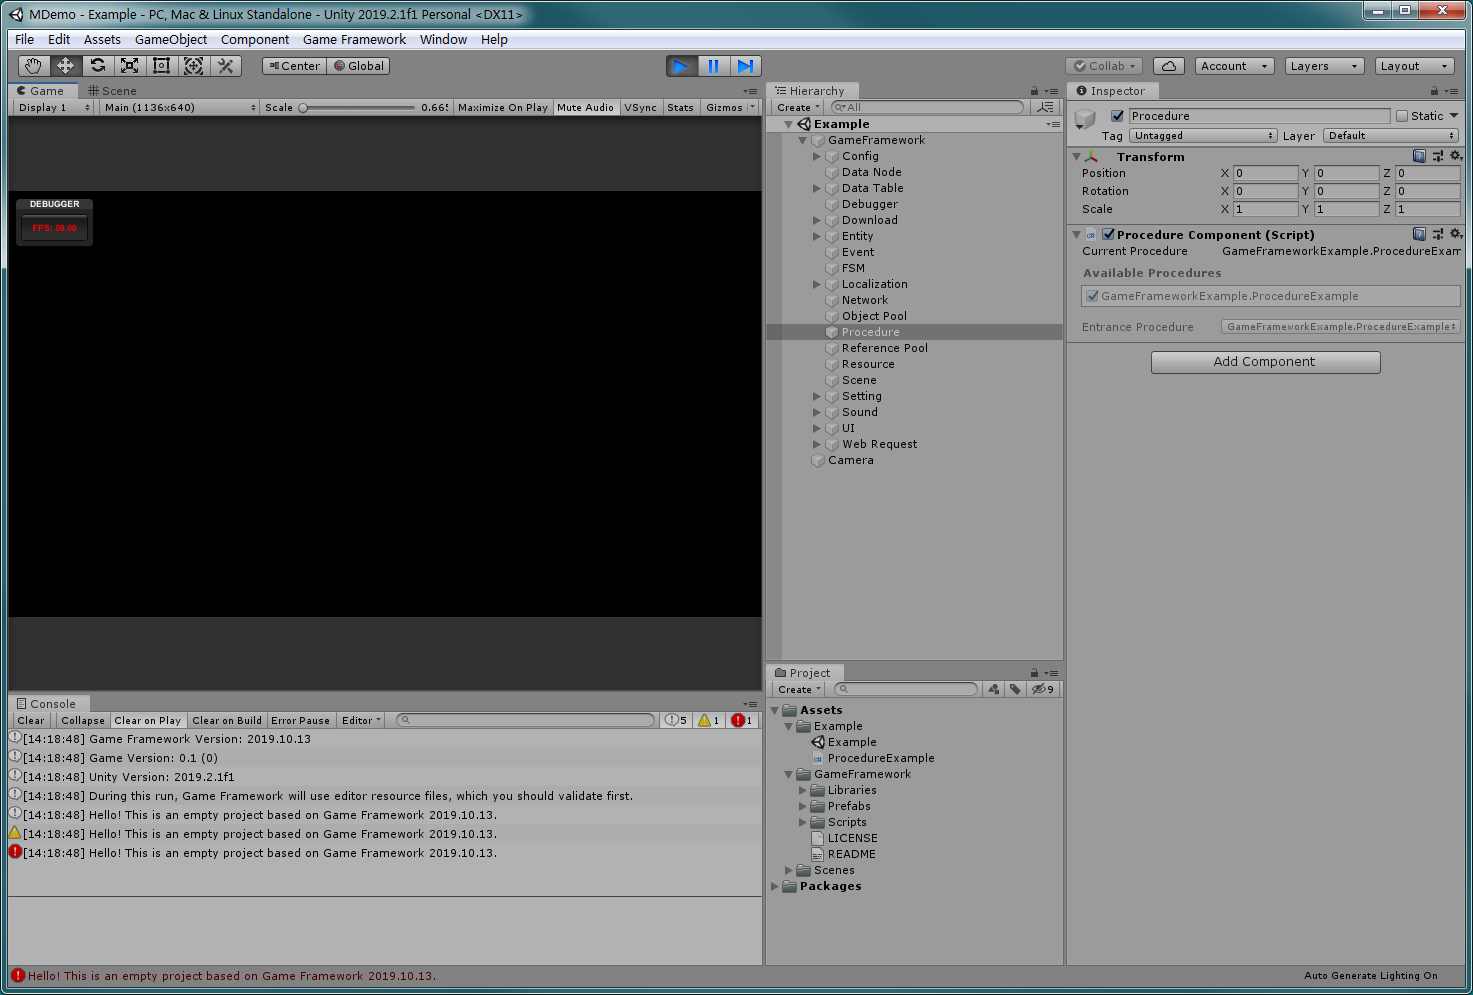 MDemo - Example - PC, Mac & Linux Standalone - Unity 2019.2.1f1 Personal <DX11>
File Edit Assets GameObject Component Game Framework Window Help
Center Global Collab Account Layers Layout
Game Scene
Display 1 Main (1136x640) Scale 0.665 Maximize On Play Mute Audio VSync Stats Gizmos
DEBUGGER
FPS: 59.00
Hierarchy
Create All
Example
GameFramework
Config
Data Node
Data Table
Debugger
Download
Entity
Event
FSM
Localization
Network
Object Pool
Procedure
Reference Pool
Resource
Scene
Setting
Sound
UI
Web Request
Camera
Inspector
Procedure Static
Tag Untagged Layer Default
Transform
Position X 0 Y 0 Z 0
Rotation X 0 Y 0 Z 0
Scale X 1 Y 1 Z 1
Procedure Component (Script)
Current Procedure GameFrameworkExample.ProcedureExam
Available Procedures
GameFrameworkExample.ProcedureExample
Entrance Procedure GameFrameworkExample.ProcedureExample
Add Component
Console
Clear Collapse Clear on Play Clear on Build Error Pause Editor 5 1 1
[14:18:48] Game Framework Version: 2019.10.13
[14:18:48] Game Version: 0.1 (0)
[14:18:48] Unity Version: 2019.2.1f1
[14:18:48] During this run, Game Framework will use editor resource files, which you should validate first.
[14:18:48] Hello! This is an empty project based on Game Framework 2019.10.13.
[14:18:48] Hello! This is an empty project based on Game Framework 2019.10.13.
[14:18:48] Hello! This is an empty project based on Game Framework 2019.10.13.
Project
Create 9
Assets
Example
Example
ProcedureExample
GameFramework
Libraries
Prefabs
Scripts
LICENSE
README
Scenes
Packages
Hello! This is an empty project based on Game Framework 2019.10.13.
Auto Generate Lighting On